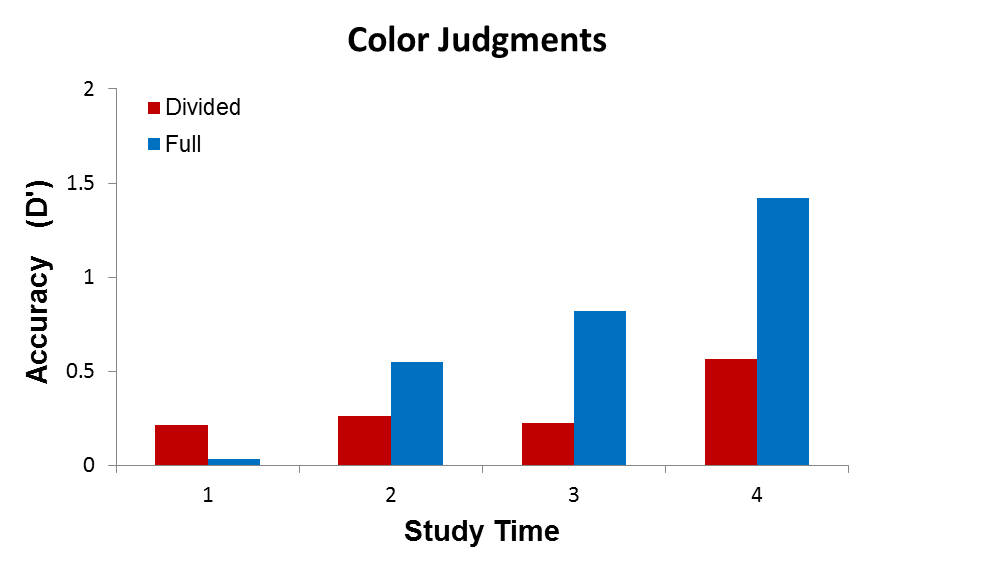 Color Judgments
2
1.5
1
0.5
0
Divided
Full
Accuracy (D')
1 2 3 4
Study Time